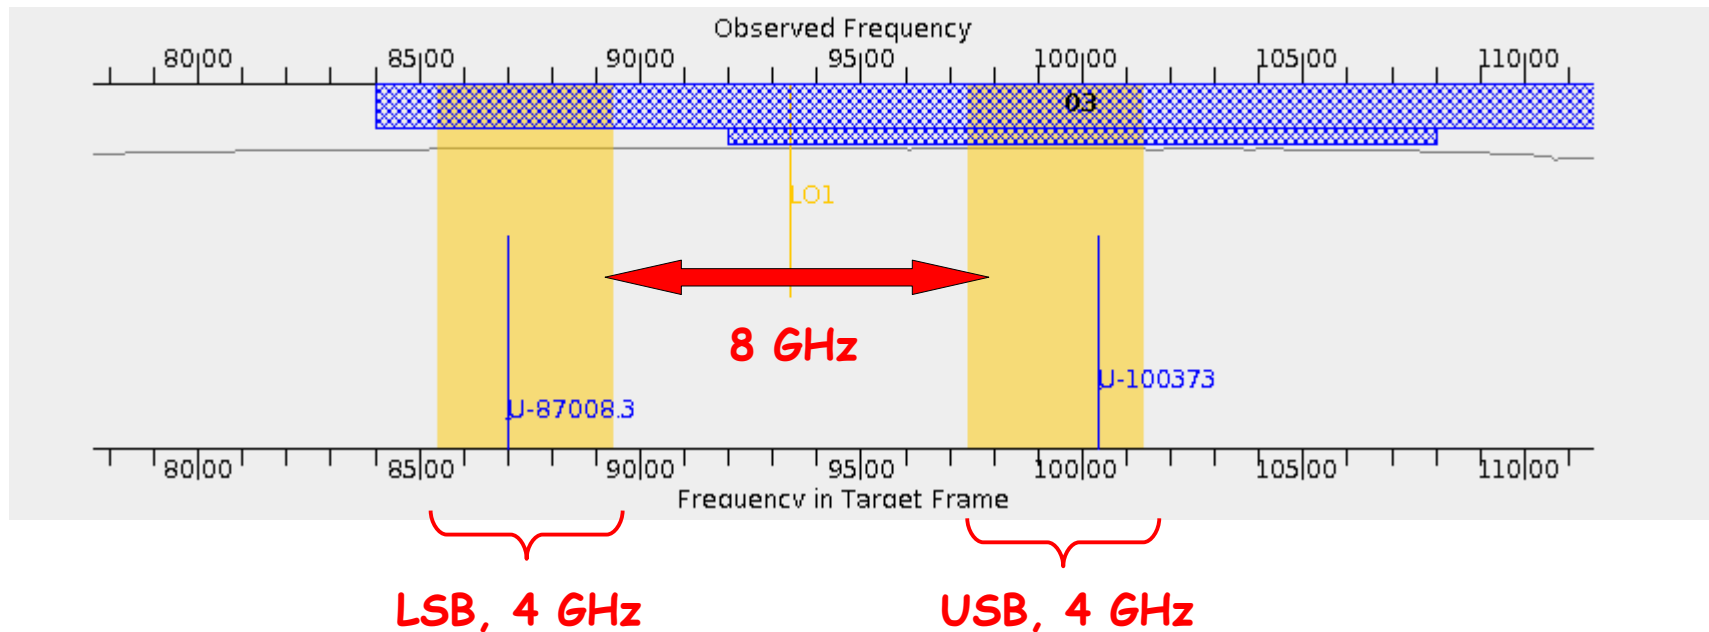 Observed Frequency
80|00 85|00 90|00 95|00 100|00 105|00 110|00
03
LO1
8 GHz
U-100373
U-87008.3
80|00 85|00 90|00 95|00 100|00 105|00 110|00
Frequency in Target Frame
LSB, 4 GHz USB, 4 GHz